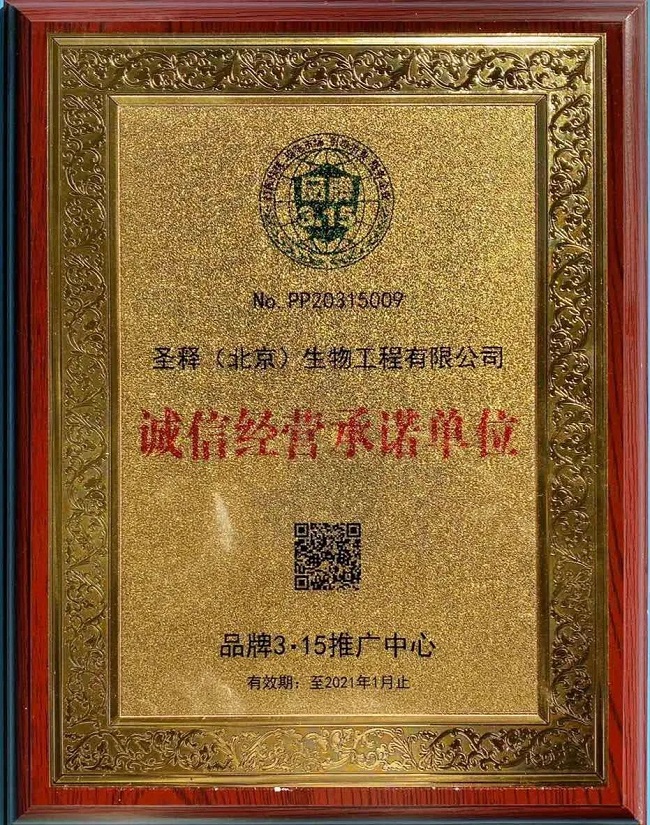 No.PP20315009
圣释（北京）生物工程有限公司
诚信经营承诺单位
品牌3·15推广中心
有效期：至2021年1月止